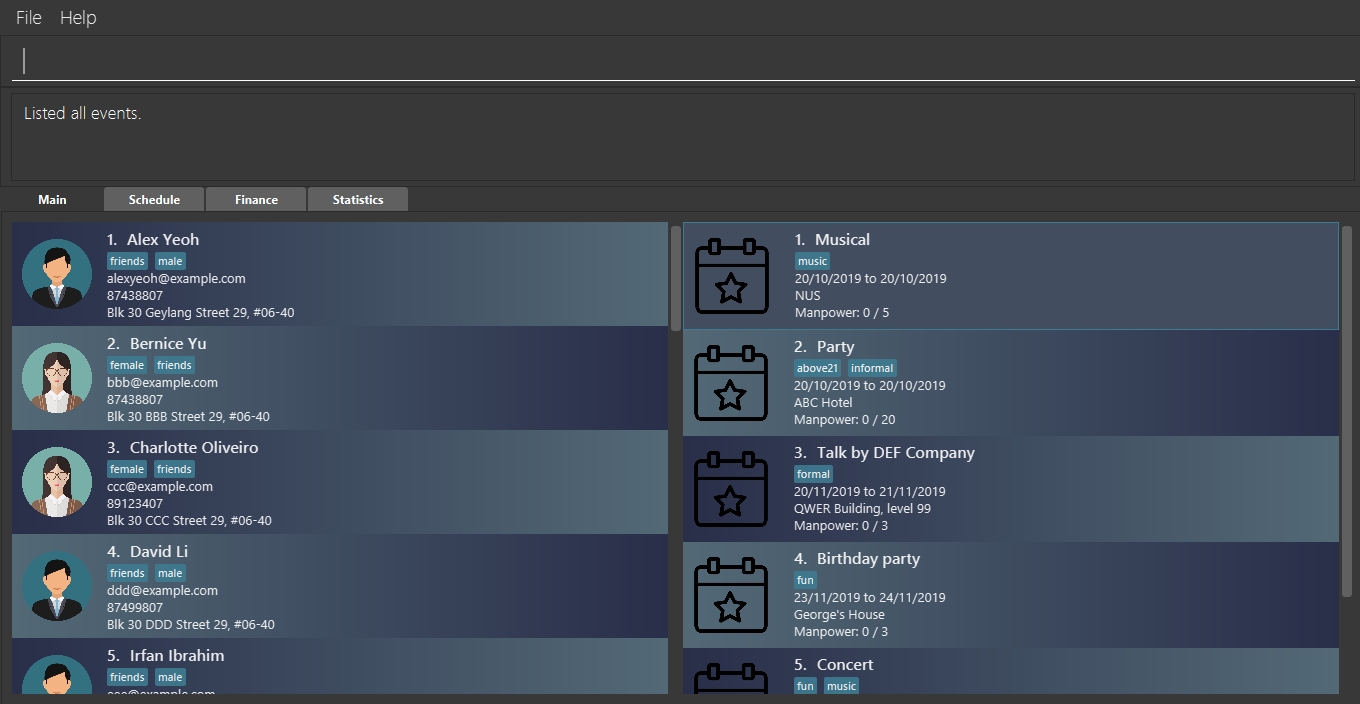 File Help
Listed all events.
Main Schedule Finance Statistics
1. Alex Yeoh
friends male
alexyeoh@example.com
87438807
Blk 30 Geylang Street 29, #06-40
2. Bernice Yu
female friends
bbb@example.com
87438807
Blk 30 BBB Street 29, #06-40
3. Charlotte Oliveiro
female friends
ccc@example.com
89123407
Blk 30 CCC Street 29, #06-40
4. David Li
friends male
ddd@example.com
87499807
Blk 30 DDD Street 29, #06-40
5. Irfan Ibrahim
friends male
eee@example.com
1. Musical
music
20/10/2019 to 20/10/2019
NUS
Manpower: 0 / 5
2. Party
above21 informal
20/10/2019 to 20/10/2019
ABC Hotel
Manpower: 0 / 20
3. Talk by DEF Company
formal
20/11/2019 to 21/11/2019
QWER Building, level 99
Manpower: 0 / 3
4. Birthday party
fun
23/11/2019 to 24/11/2019
George's House
Manpower: 0 / 3
5. Concert
fun music